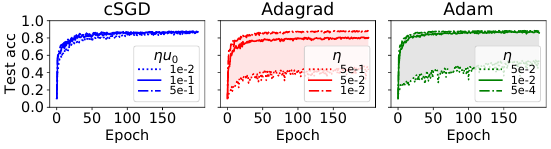 cSGD
Adagrad
Adam
Test acc
1.0
0.8
0.6
0.4
0.2
0.0
ηu₀
1e-2
1e-1
5e-1
η
5e-1
5e-2
1e-2
η
5e-2
1e-2
5e-4
0 50 100 150
0 50 100 150
0 50 100 150
Epoch
Epoch
Epoch